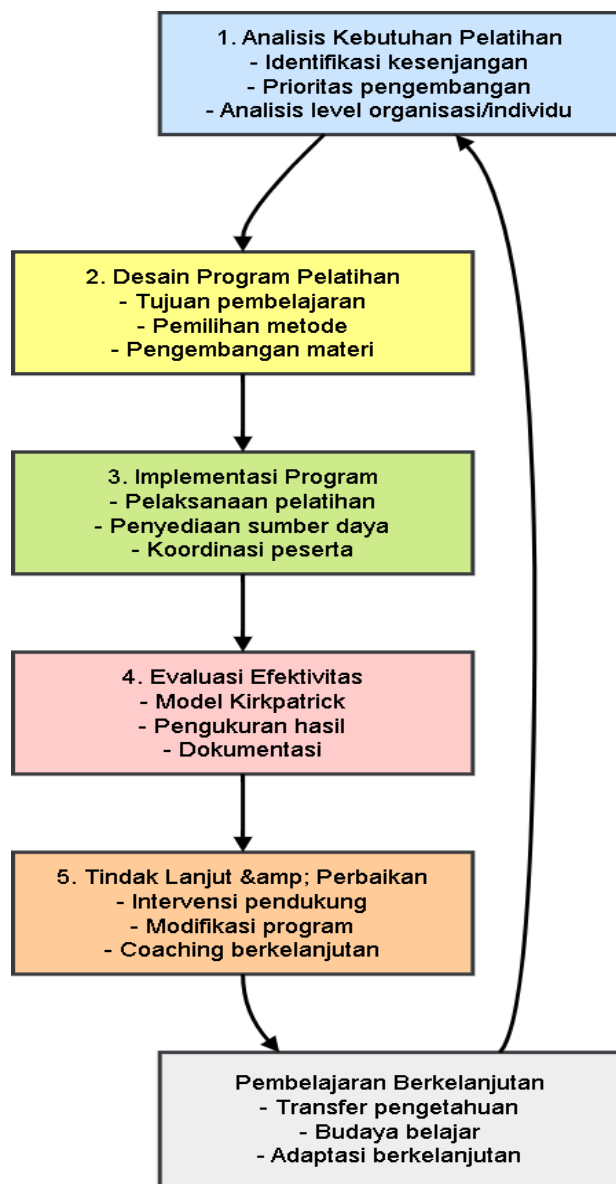 1. Analisis Kebutuhan Pelatihan
- Identifikasi kesenjangan
- Prioritas pengembangan
- Analisis level organisasi/individu
2. Desain Program Pelatihan
- Tujuan pembelajaran
- Pemilihan metode
- Pengembangan materi
3. Implementasi Program
- Pelaksanaan pelatihan
- Penyediaan sumber daya
- Koordinasi peserta
4. Evaluasi Efektivitas
- Model Kirkpatrick
- Pengukuran hasil
- Dokumentasi
5. Tindak Lanjut &amp; Perbaikan
- Intervensi pendukung
- Modifikasi program
- Coaching berkelanjutan
Pembelajaran Berkelanjutan
- Transfer pengetahuan
- Budaya belajar
- Adaptasi berkelanjutan